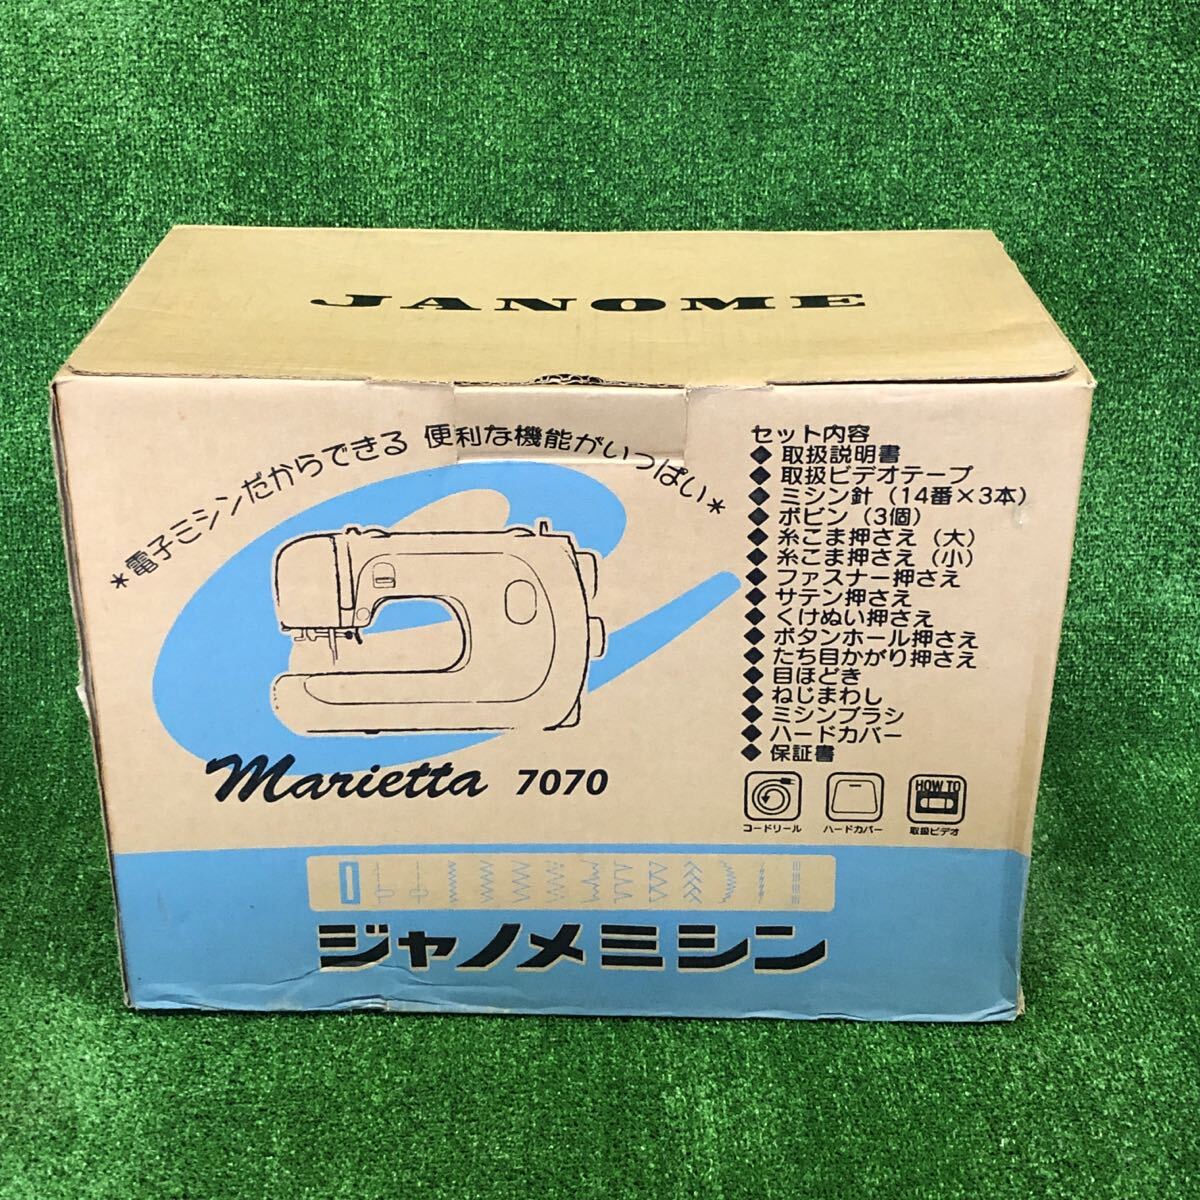 JANOME
*電子ミシンだからできる 便利な機能がいっぱい*
Marietta 7070
セット内容
◆ 取扱説明書
◆ 取扱ビデオテープ
◆ ミシン針（14番×3本）
◆ ボビン（3個）
◆ 糸こま押さえ（大）
◆ 糸こま押さえ（小）
◆ ファスナー押さえ
◆ サテン押さえ
◆ くけぬい押さえ
◆ ボタンホール押さえ
◆ たち目かがり押さえ
◆ 目ほどき
◆ ねじまわし
◆ ミシンブラシ
◆ ハードカバー
◆ 保証書
HOW TO
コードリール ハードカバー 取扱ビデオ
ジャノメミシン